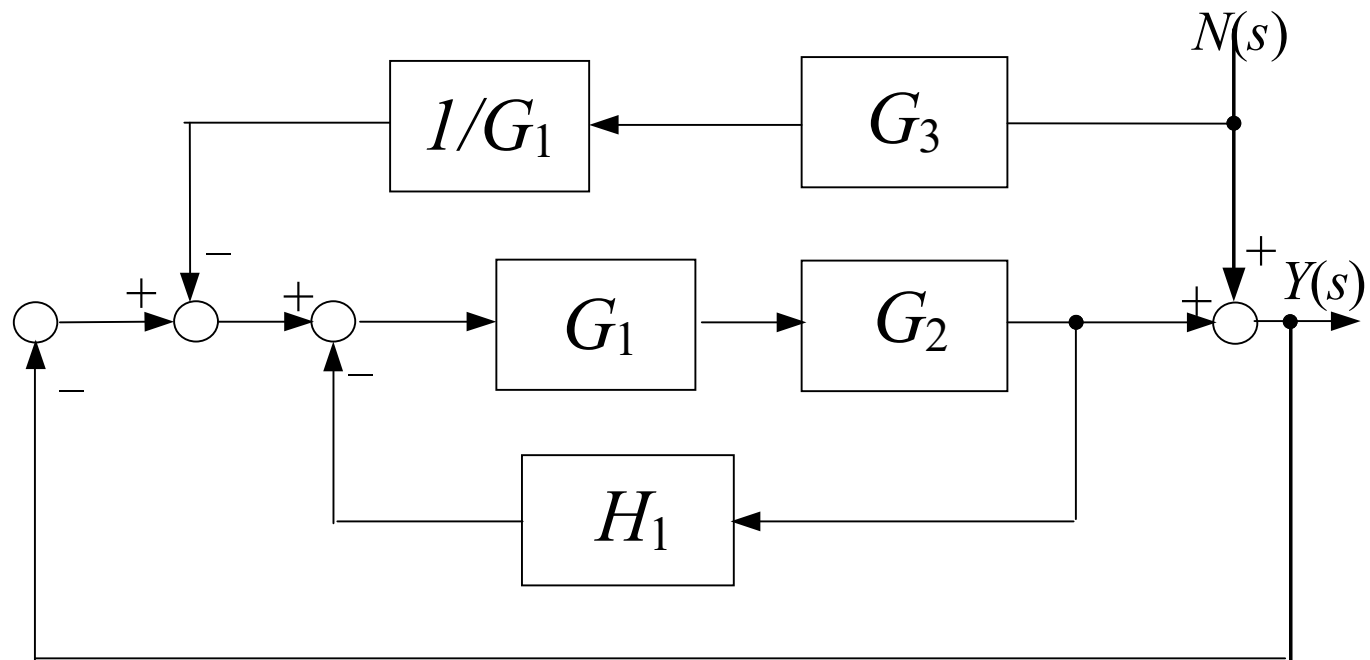 N(s)
1/G1
G3
−
+
+
+
+
Y(s)
G1
G2
−
−
H1